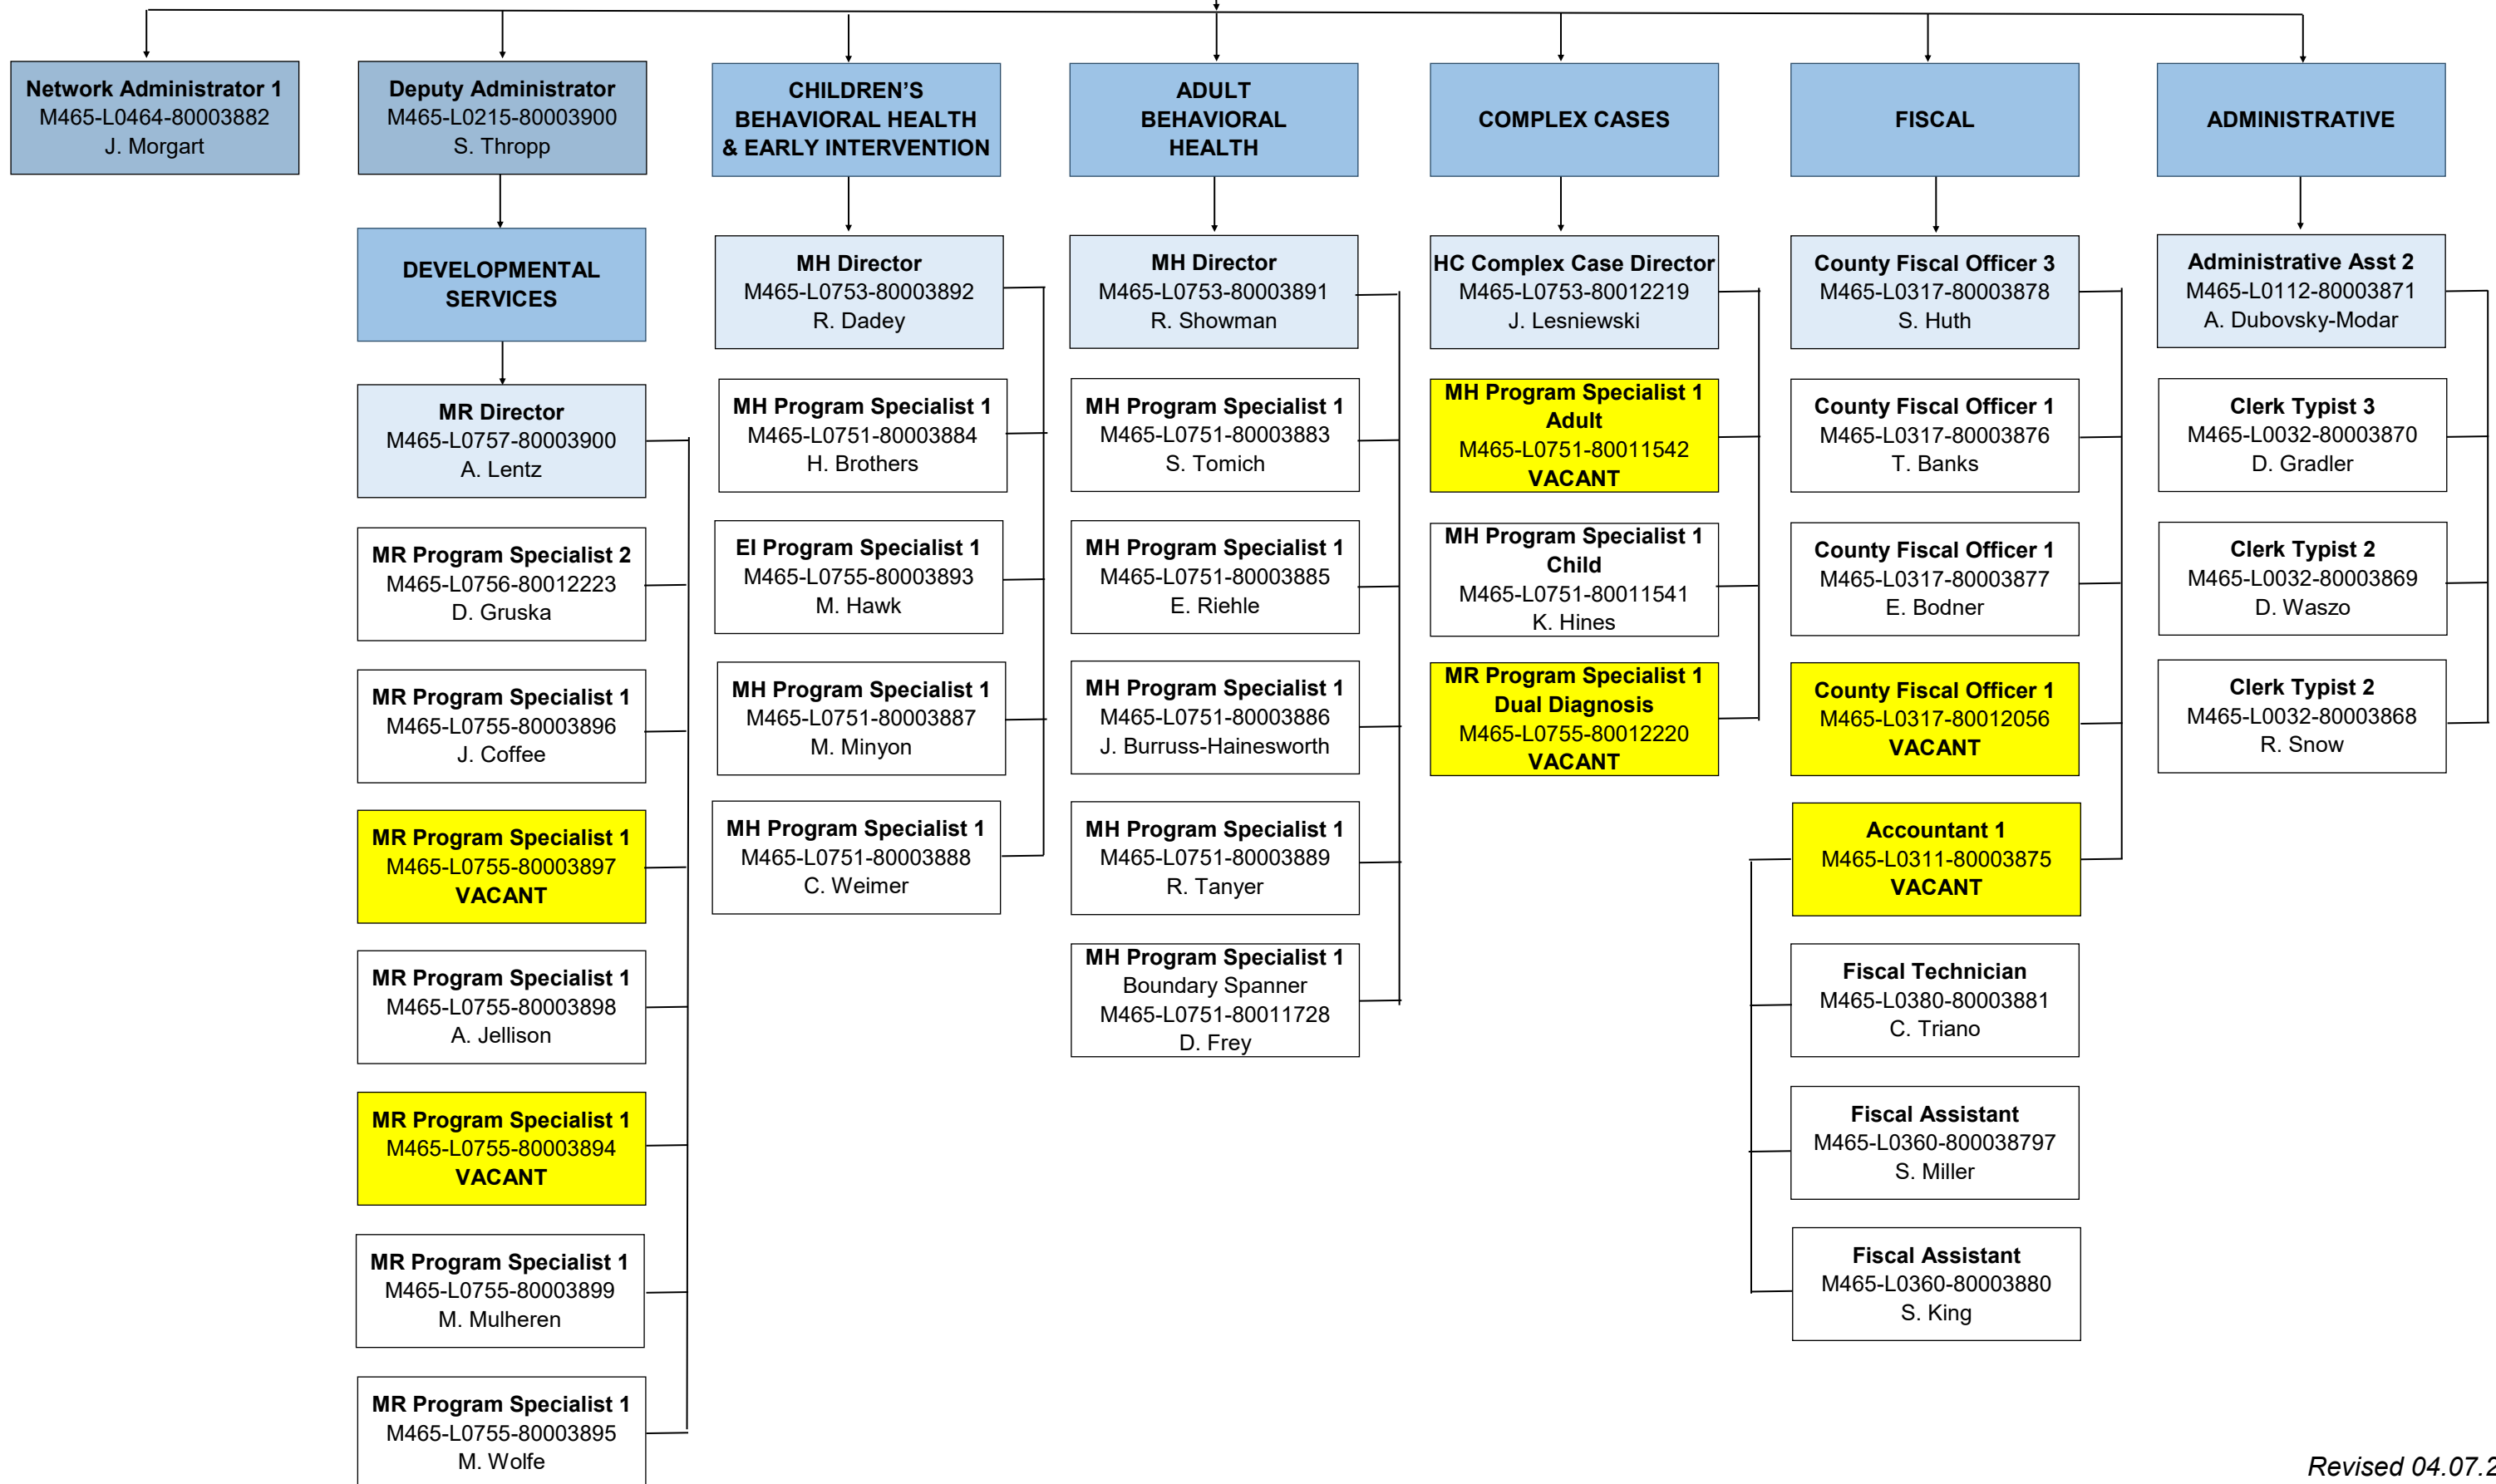 Network Administrator 1
M465-L0464-80003882
J. Morgart
Deputy Administrator
M465-L0215-80003900
S. Thropp
DEVELOPMENTAL
SERVICES
MR Director
M465-L0757-80003900
A. Lentz
MR Program Specialist 2
M465-L0756-80012223
D. Gruska
MR Program Specialist 1
M465-L0755-80003896
J. Coffee
MR Program Specialist 1
M465-L0755-80003897
VACANT
MR Program Specialist 1
M465-L0755-80003898
A. Jellison
MR Program Specialist 1
M465-L0755-80003894
VACANT
MR Program Specialist 1
M465-L0755-80003899
M. Mulheren
MR Program Specialist 1
M465-L0755-80003895
M. Wolfe
CHILDREN’S
BEHAVIORAL HEALTH
& EARLY INTERVENTION
MH Director
M465-L0753-80003892
R. Dadey
MH Program Specialist 1
M465-L0751-80003884
H. Brothers
EI Program Specialist 1
M465-L0755-80003893
M. Hawk
MH Program Specialist 1
M465-L0751-80003887
M. Minyon
MH Program Specialist 1
M465-L0751-80003888
C. Weimer
ADULT
BEHAVIORAL
HEALTH
MH Director
M465-L0753-80003891
R. Showman
MH Program Specialist 1
M465-L0751-80003883
S. Tomich
MH Program Specialist 1
M465-L0751-80003885
E. Riehle
MH Program Specialist 1
M465-L0751-80003886
J. Burruss-Hainesworth
MH Program Specialist 1
M465-L0751-80003889
R. Tanyer
MH Program Specialist 1
Boundary Spanner
M465-L0751-80011728
D. Frey
COMPLEX CASES
HC Complex Case Director
M465-L0753-80012219
J. Lesniewski
MH Program Specialist 1
Adult
M465-L0751-80011542
VACANT
MH Program Specialist 1
Child
M465-L0751-80011541
K. Hines
MR Program Specialist 1
Dual Diagnosis
M465-L0755-80012220
VACANT
FISCAL
County Fiscal Officer 3
M465-L0317-80003878
S. Huth
County Fiscal Officer 1
M465-L0317-80003876
T. Banks
County Fiscal Officer 1
M465-L0317-80003877
E. Bodner
County Fiscal Officer 1
M465-L0317-80012056
VACANT
Accountant 1
M465-L0311-80003875
VACANT
Fiscal Technician
M465-L0380-80003881
C. Triano
Fiscal Assistant
M465-L0360-800038797
S. Miller
Fiscal Assistant
M465-L0360-80003880
S. King
ADMINISTRATIVE
Administrative Asst 2
M465-L0112-80003871
A. Dubovsky-Modar
Clerk Typist 3
M465-L0032-80003870
D. Gradler
Clerk Typist 2
M465-L0032-80003869
D. Waszo
Clerk Typist 2
M465-L0032-80003868
R. Snow
Revised 04.07.2